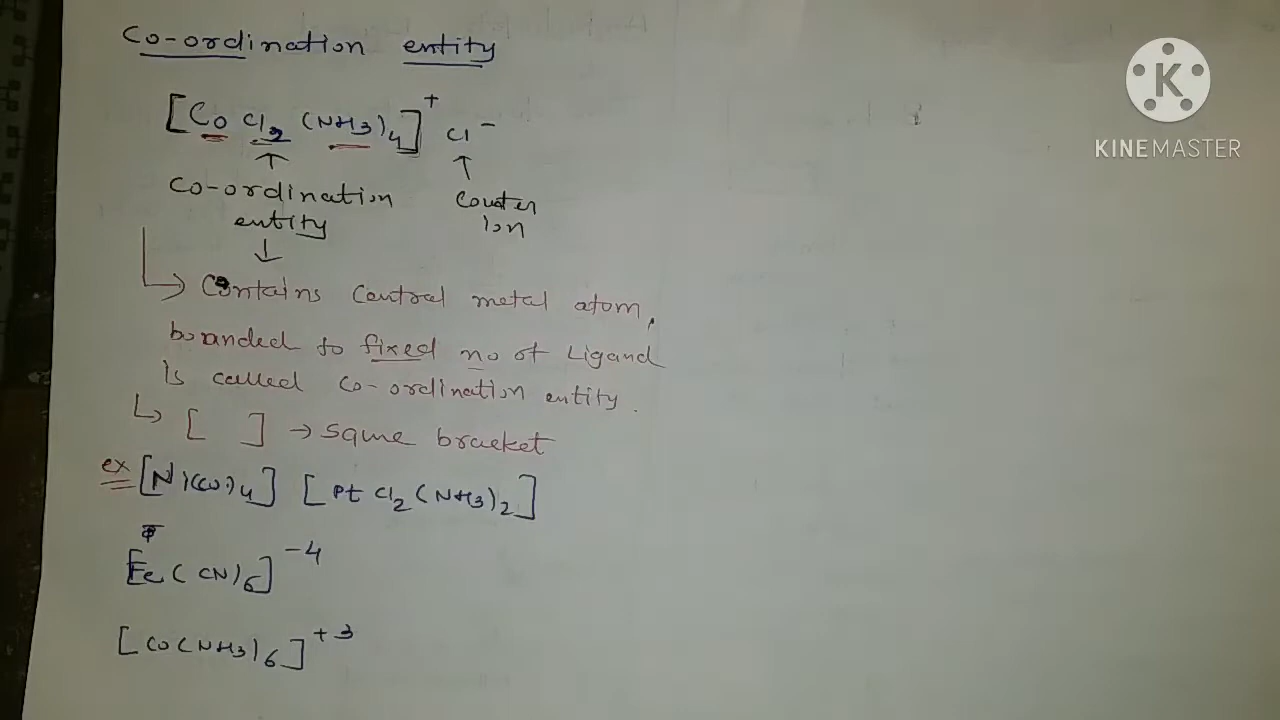 Co-ordination entity
[Co Cl2 (NH3)4]+ Cl-
Co-ordination entity
Counter Ion
Contains Central metal atom,
bounded to fixed no of Ligand
Is called Co-ordination entity.
[ ] → squre bracket
ex [Ni(CO)4] [Pt Cl2 (NH3)2]
[Fe(CN)6]-4
[Co(NH3)6]+3
K
KINEMASTER